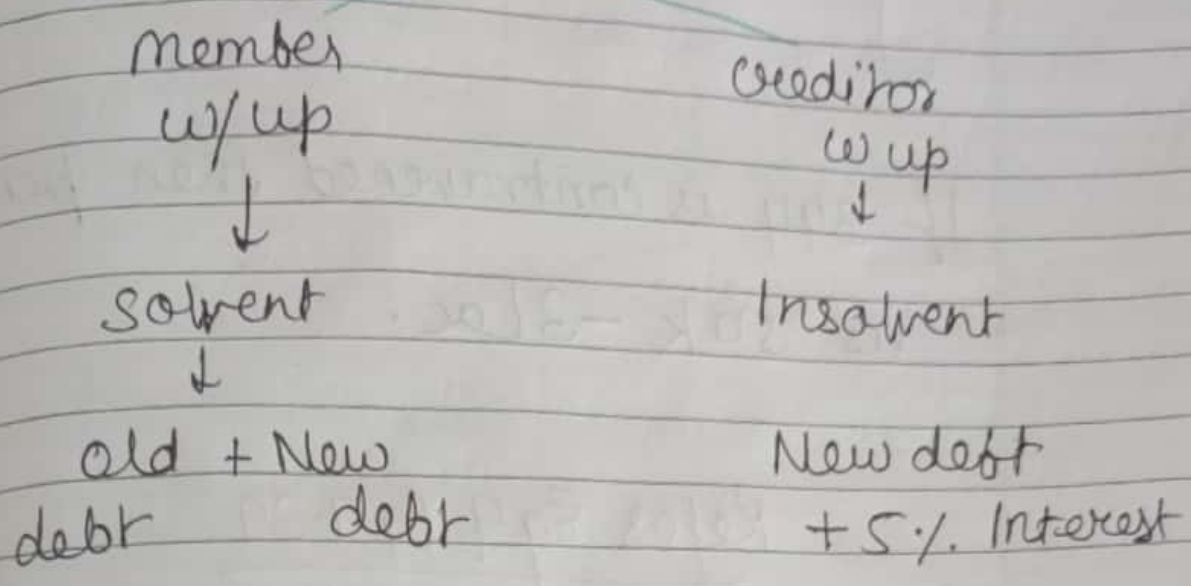 Member
w/up
↓
Solvent
↓
old + New
debt debt
Creditor
w up
↓
Insolvent
New debt
+ 5%. Interest